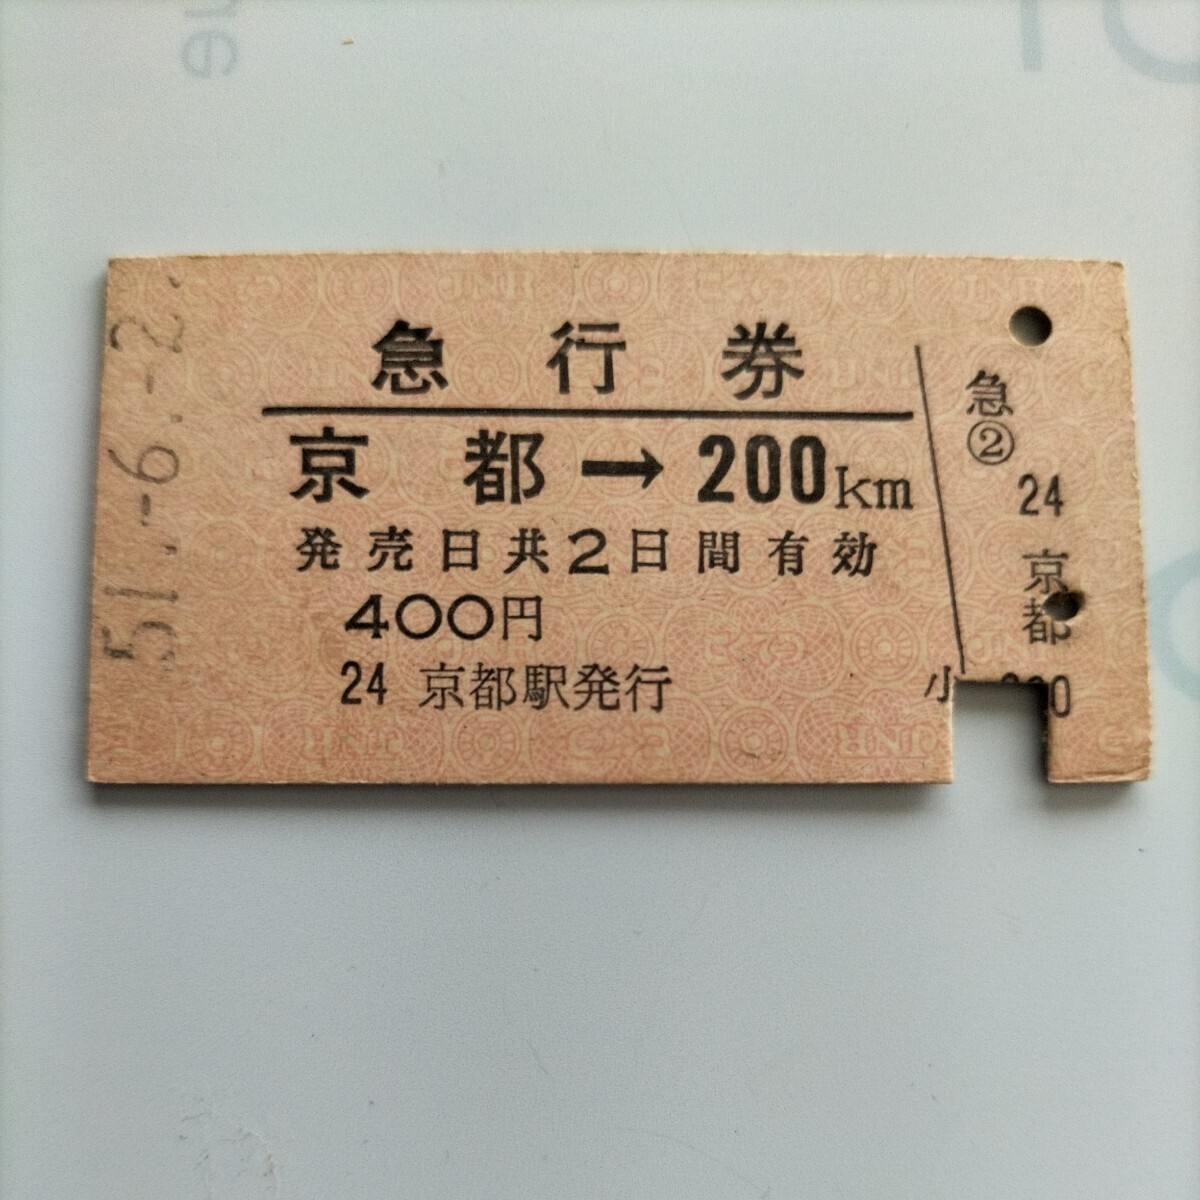 急行券
京都→200km
発売日共2日間有効
400円
24 京都駅発行
51.-6.-2.
急
②
24
京都
小